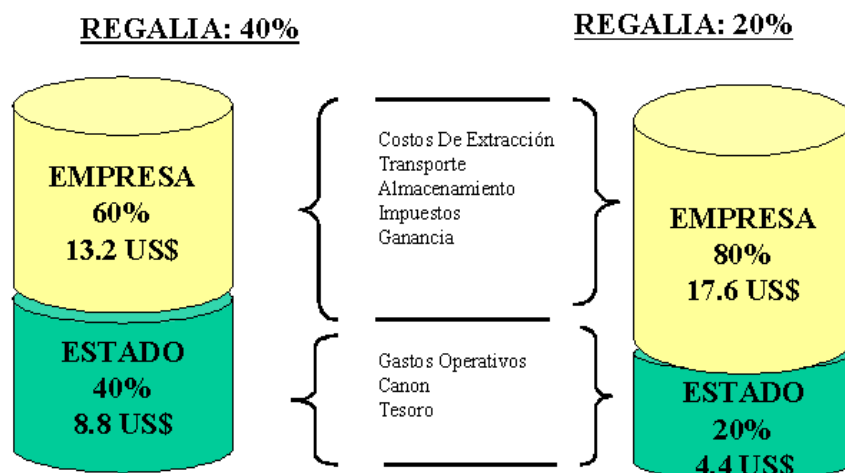 REGALIA: 40%
REGALIA: 20%
EMPRESA
60%
13.2 US$
ESTADO
40%
8.8 US$
Costos De Extracción
Transporte
Almacenamiento
Impuestos
Ganancia
Gastos Operativos
Canon
Tesoro
EMPRESA
80%
17.6 US$
ESTADO
20%
4.4 US$